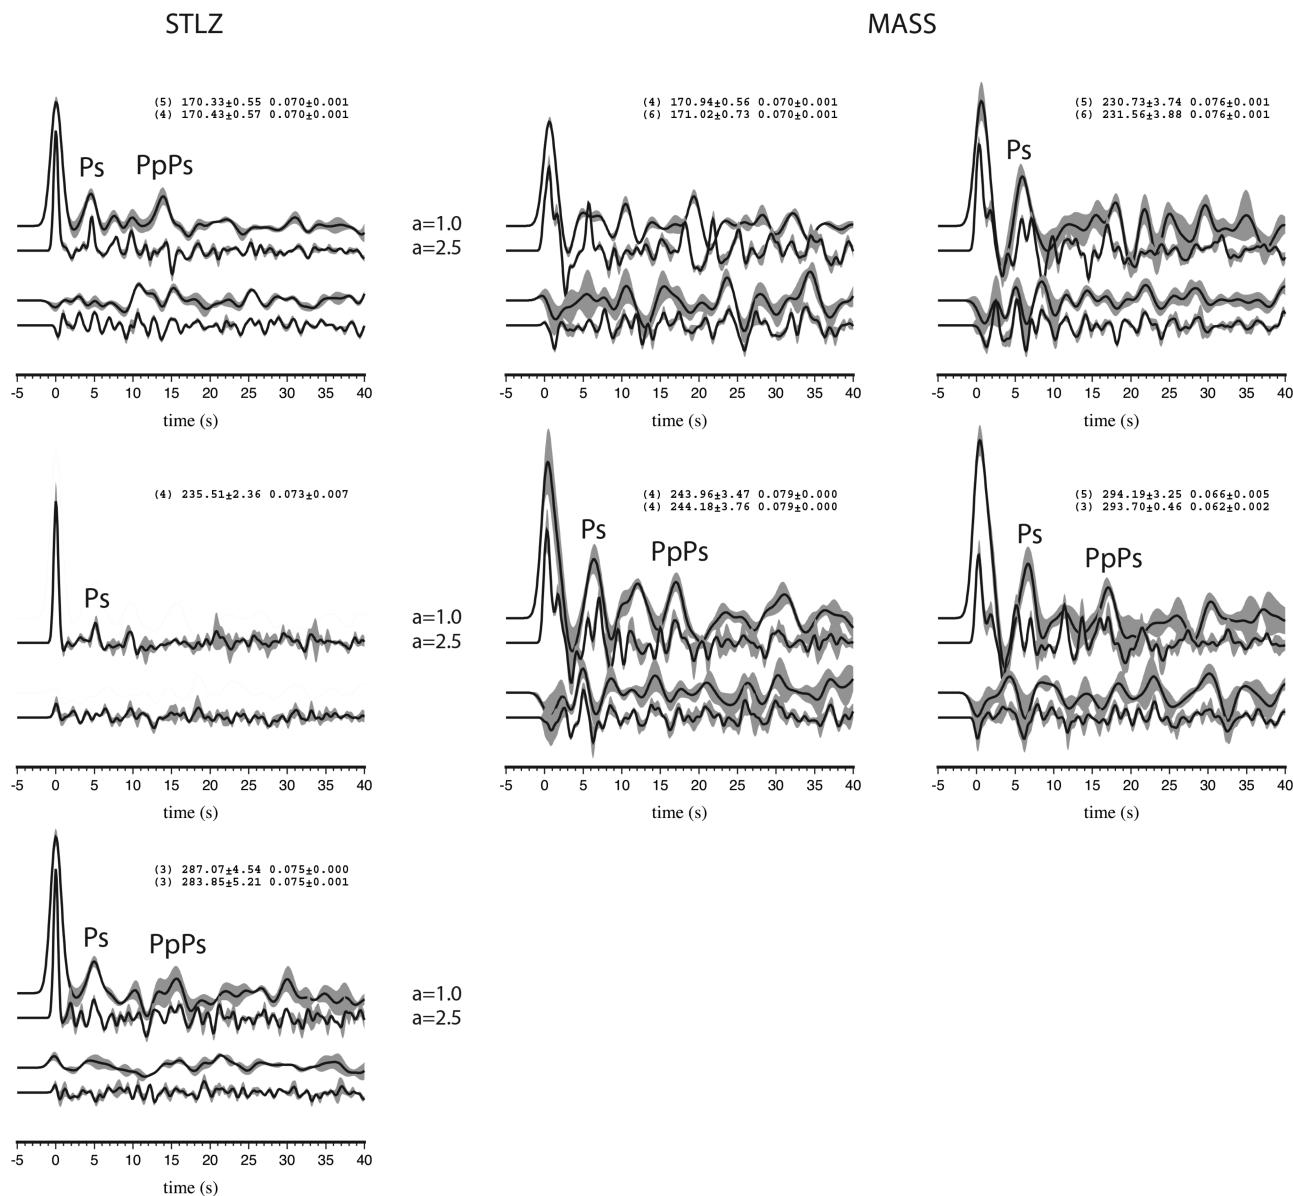 STLZ
MASS
(5) 170.33±0.55 0.070±0.001
(4) 170.43±0.57 0.070±0.001
Ps
PpPs
-5 0 5 10 15 20 25 30 35 40
time (s)
a=1.0
a=2.5
(4) 170.94±0.56 0.070±0.001
(6) 171.02±0.73 0.070±0.001
-5 0 5 10 15 20 25 30 35 40
time (s)
(5) 230.73±3.74 0.076±0.001
(6) 231.56±3.88 0.076±0.001
Ps
-5 0 5 10 15 20 25 30 35 40
time (s)
(4) 235.51±2.36 0.073±0.007
Ps
-5 0 5 10 15 20 25 30 35 40
time (s)
a=1.0
a=2.5
(4) 243.96±3.47 0.079±0.000
(4) 244.18±3.76 0.079±0.000
Ps
PpPs
-5 0 5 10 15 20 25 30 35 40
time (s)
(5) 294.19±3.25 0.066±0.005
(3) 293.70±0.46 0.062±0.002
Ps
PpPs
-5 0 5 10 15 20 25 30 35 40
time (s)
(3) 287.07±4.54 0.075±0.000
(3) 283.85±5.21 0.075±0.001
Ps
PpPs
-5 0 5 10 15 20 25 30 35 40
time (s)
a=1.0
a=2.5